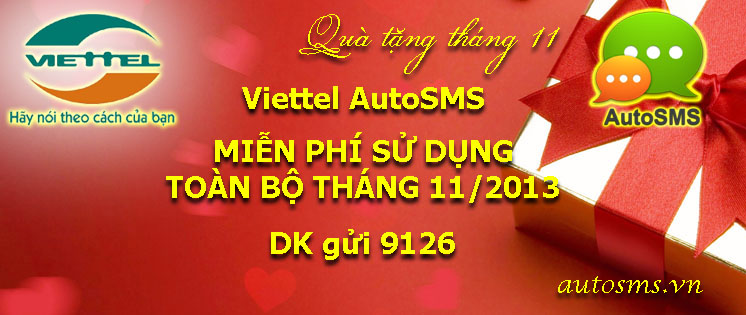 VIETTEL
Hãy nói theo cách của bạn
Quà tặng tháng 11
AutoSMS
Viettel AutoSMS
MIỄN PHÍ SỬ DỤNG
TOÀN BỘ THÁNG 11/2013
DK gửi 9126
autosms.vn